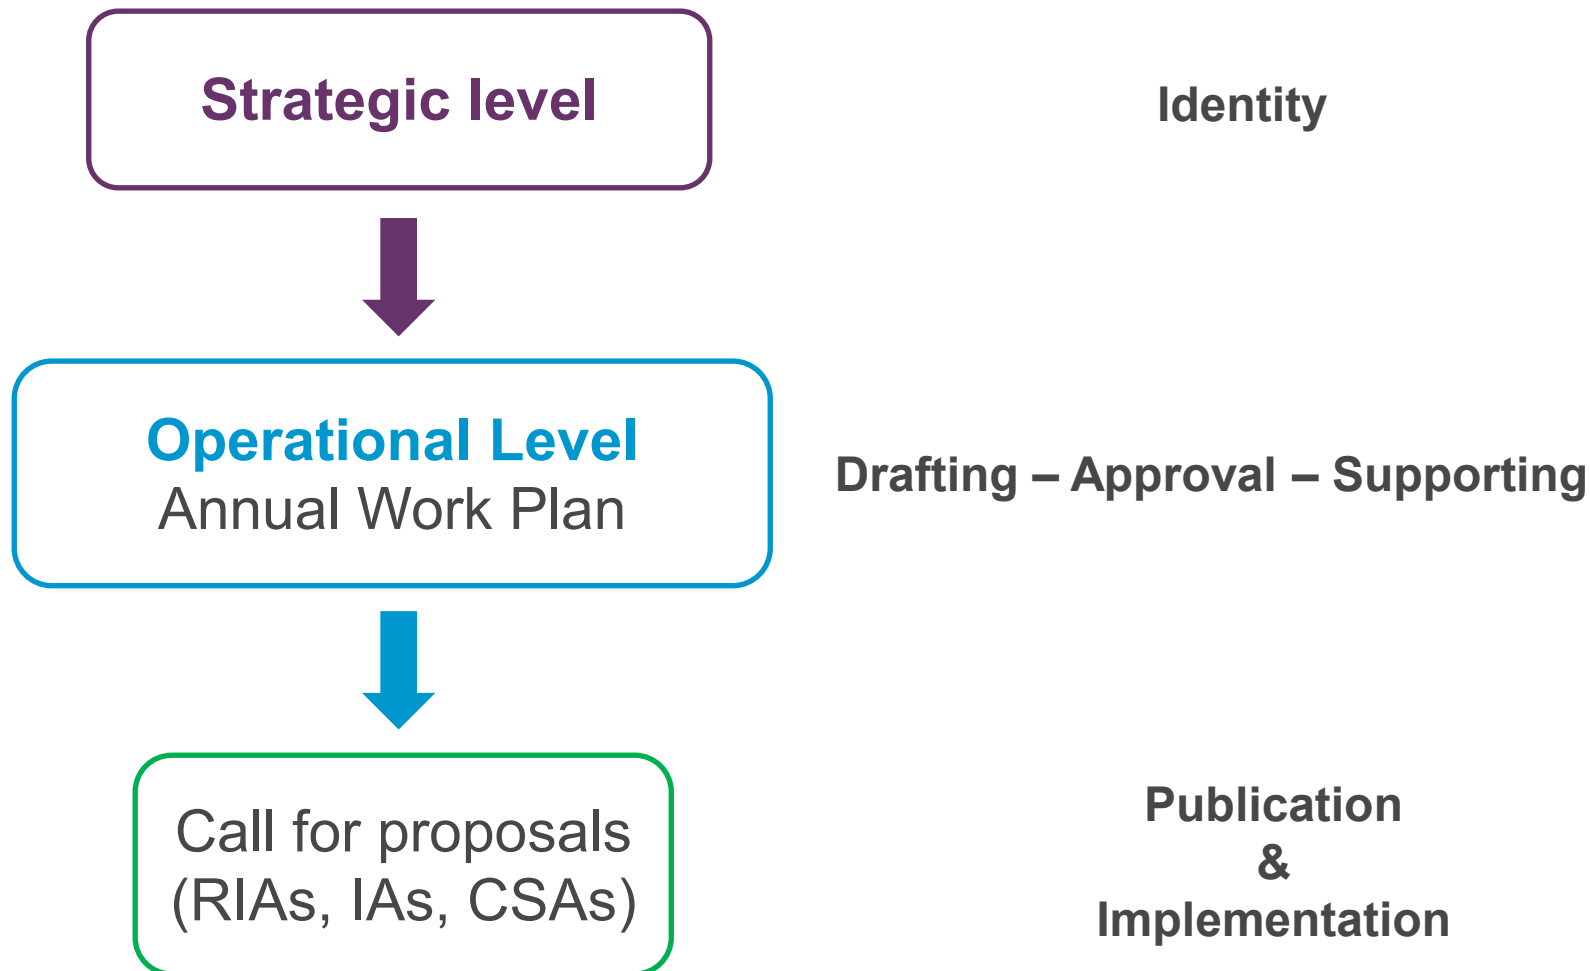 Strategic level
Identity
Operational Level
Annual Work Plan
Drafting – Approval – Supporting
Call for proposals
(RIAs, IAs, CSAs)
Publication
&
Implementation